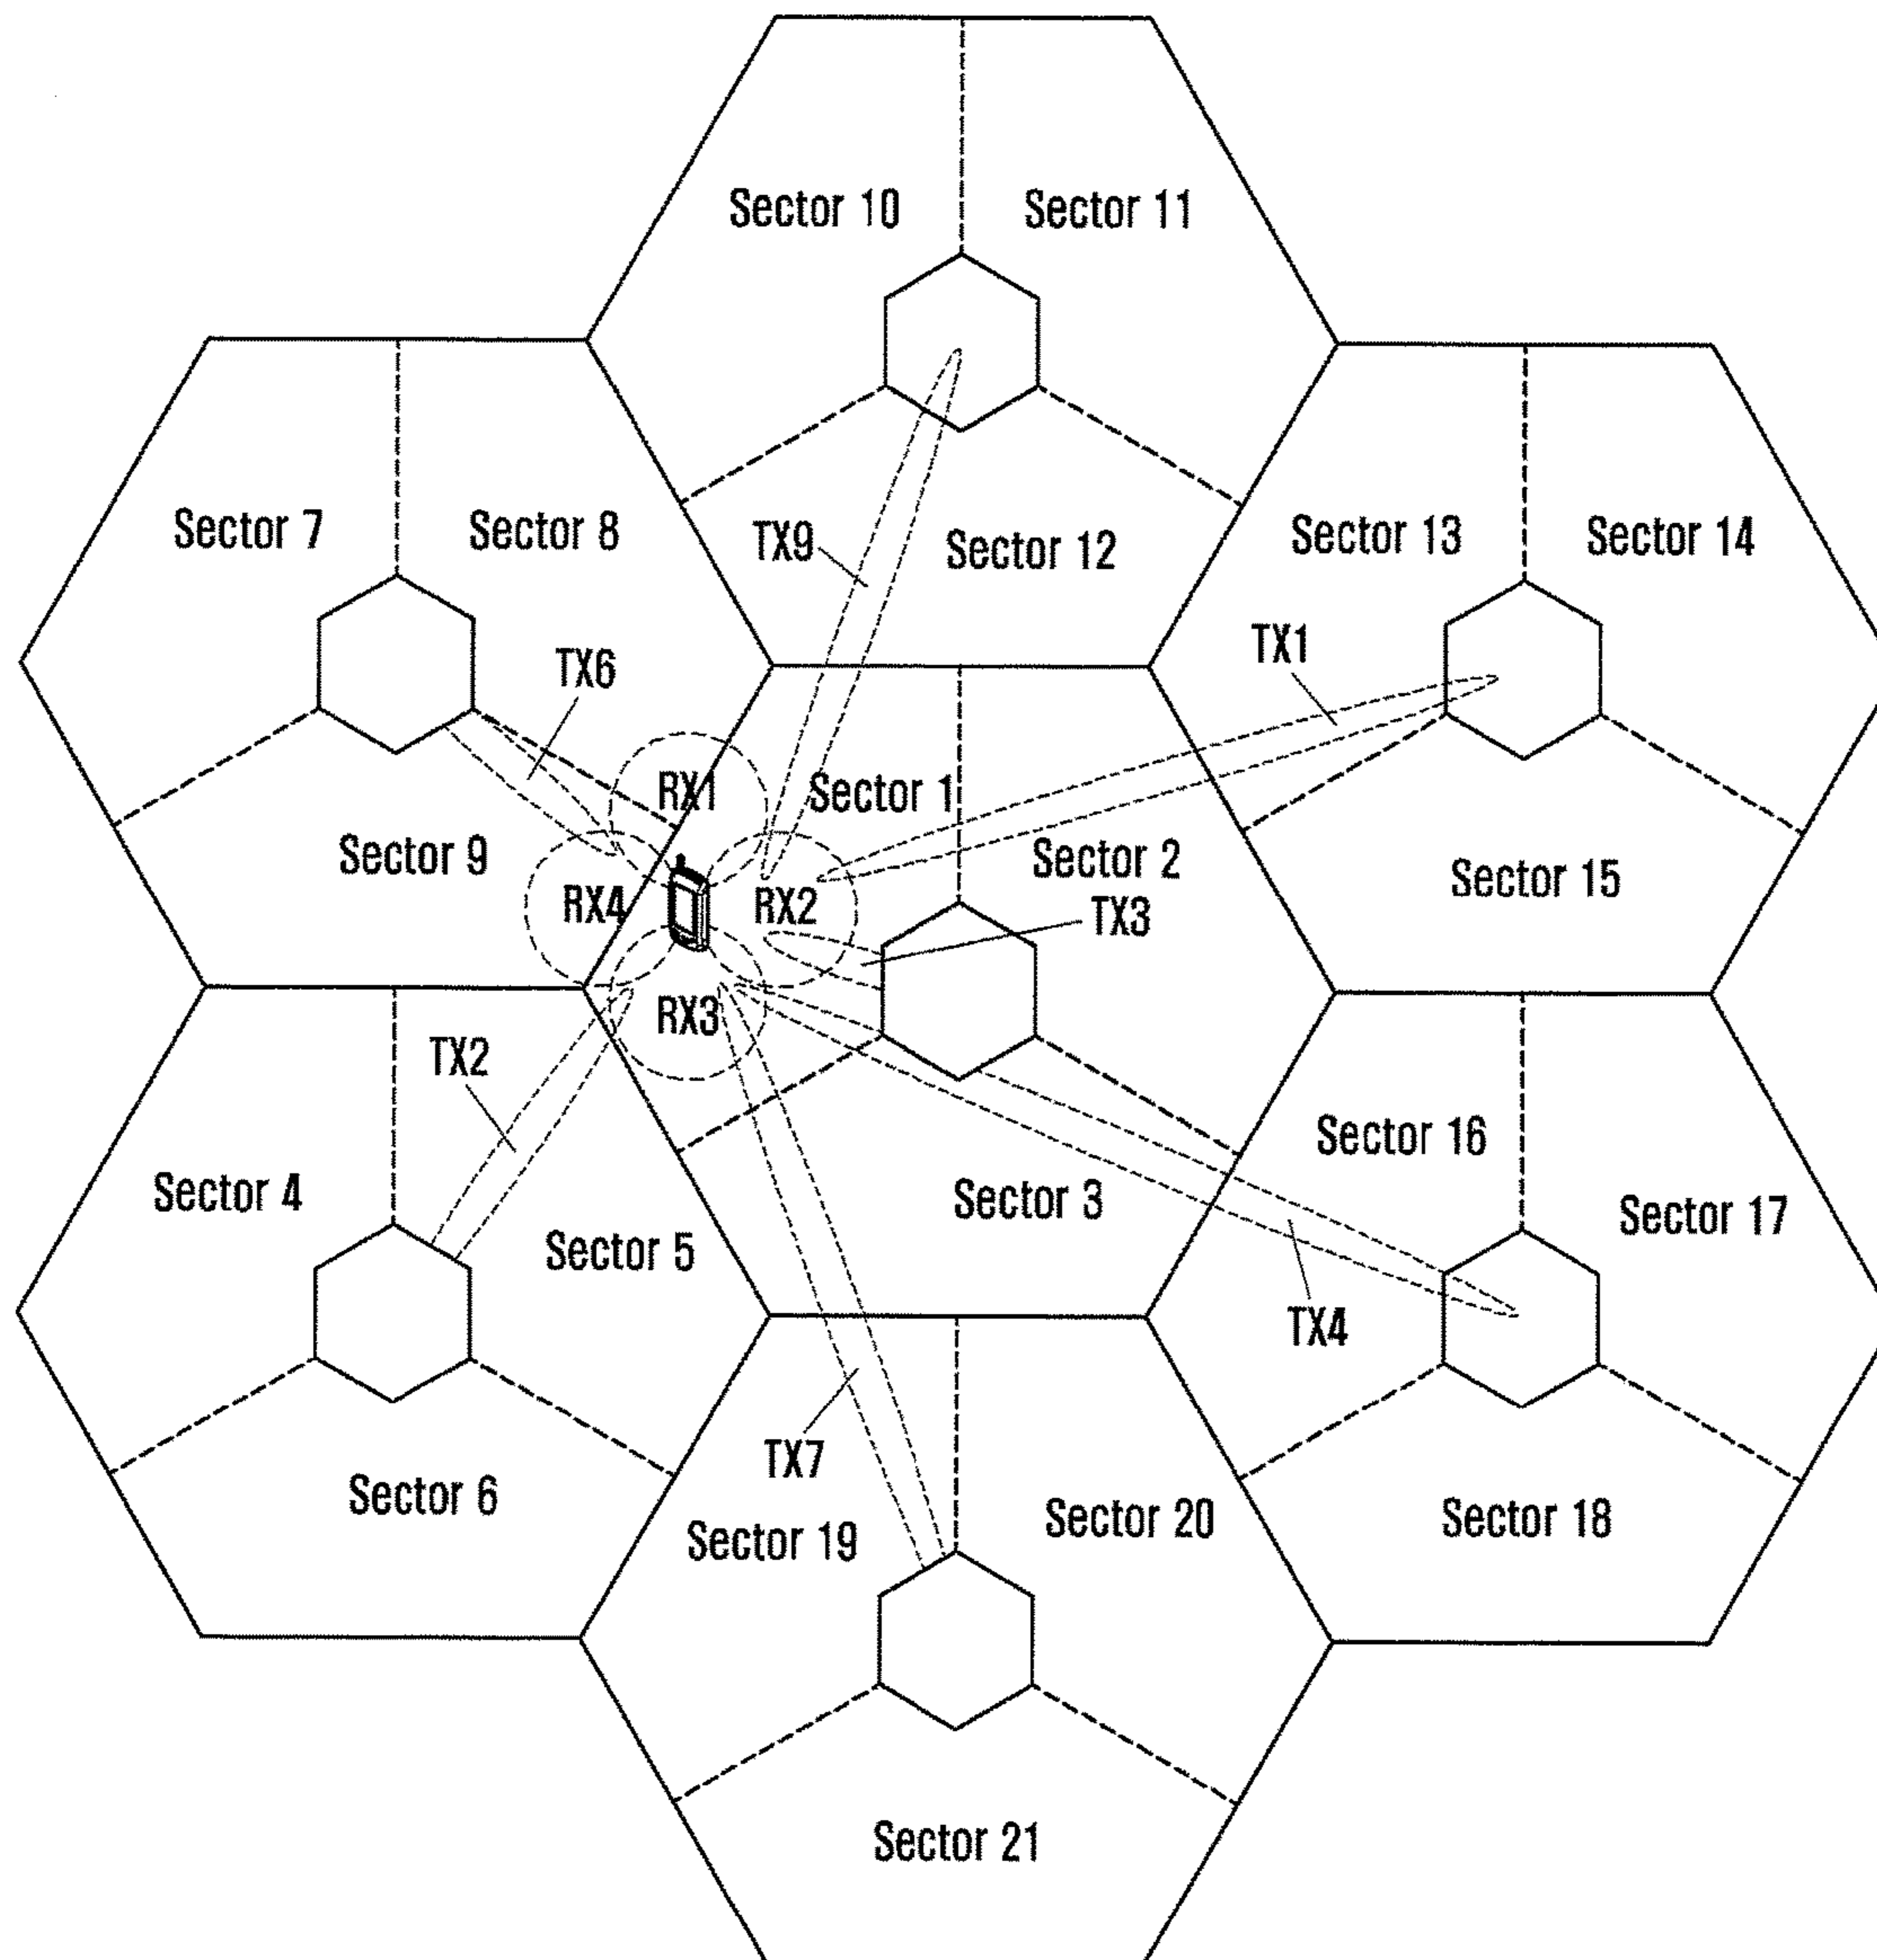 Sector 10
Sector 11
Sector 7
Sector 8
TX9
Sector 12
Sector 13
Sector 14
TX6
TX1
RX1
Sector 1
Sector 9
Sector 2
Sector 15
RX4
RX2
TX3
RX3
TX2
Sector 16
Sector 4
Sector 3
Sector 17
Sector 5
TX4
TX7
Sector 6
Sector 19
Sector 20
Sector 18
Sector 21